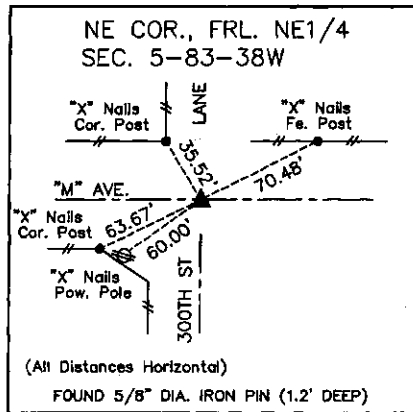 NE COR., FRL. NE1/4
SEC. 5-83-38W
"X" Nails
Cor. Post
LANE
"X" Nails
Fe. Post
35.52'
70.48'
"M" AVE.
"X" Nails
Cor. Post
63.67'
60.00'
"X" Nails
Pow. Pole
300TH ST
(All Distances Horizontal)
FOUND 5/8" DIA. IRON PIN (1.2' DEEP)